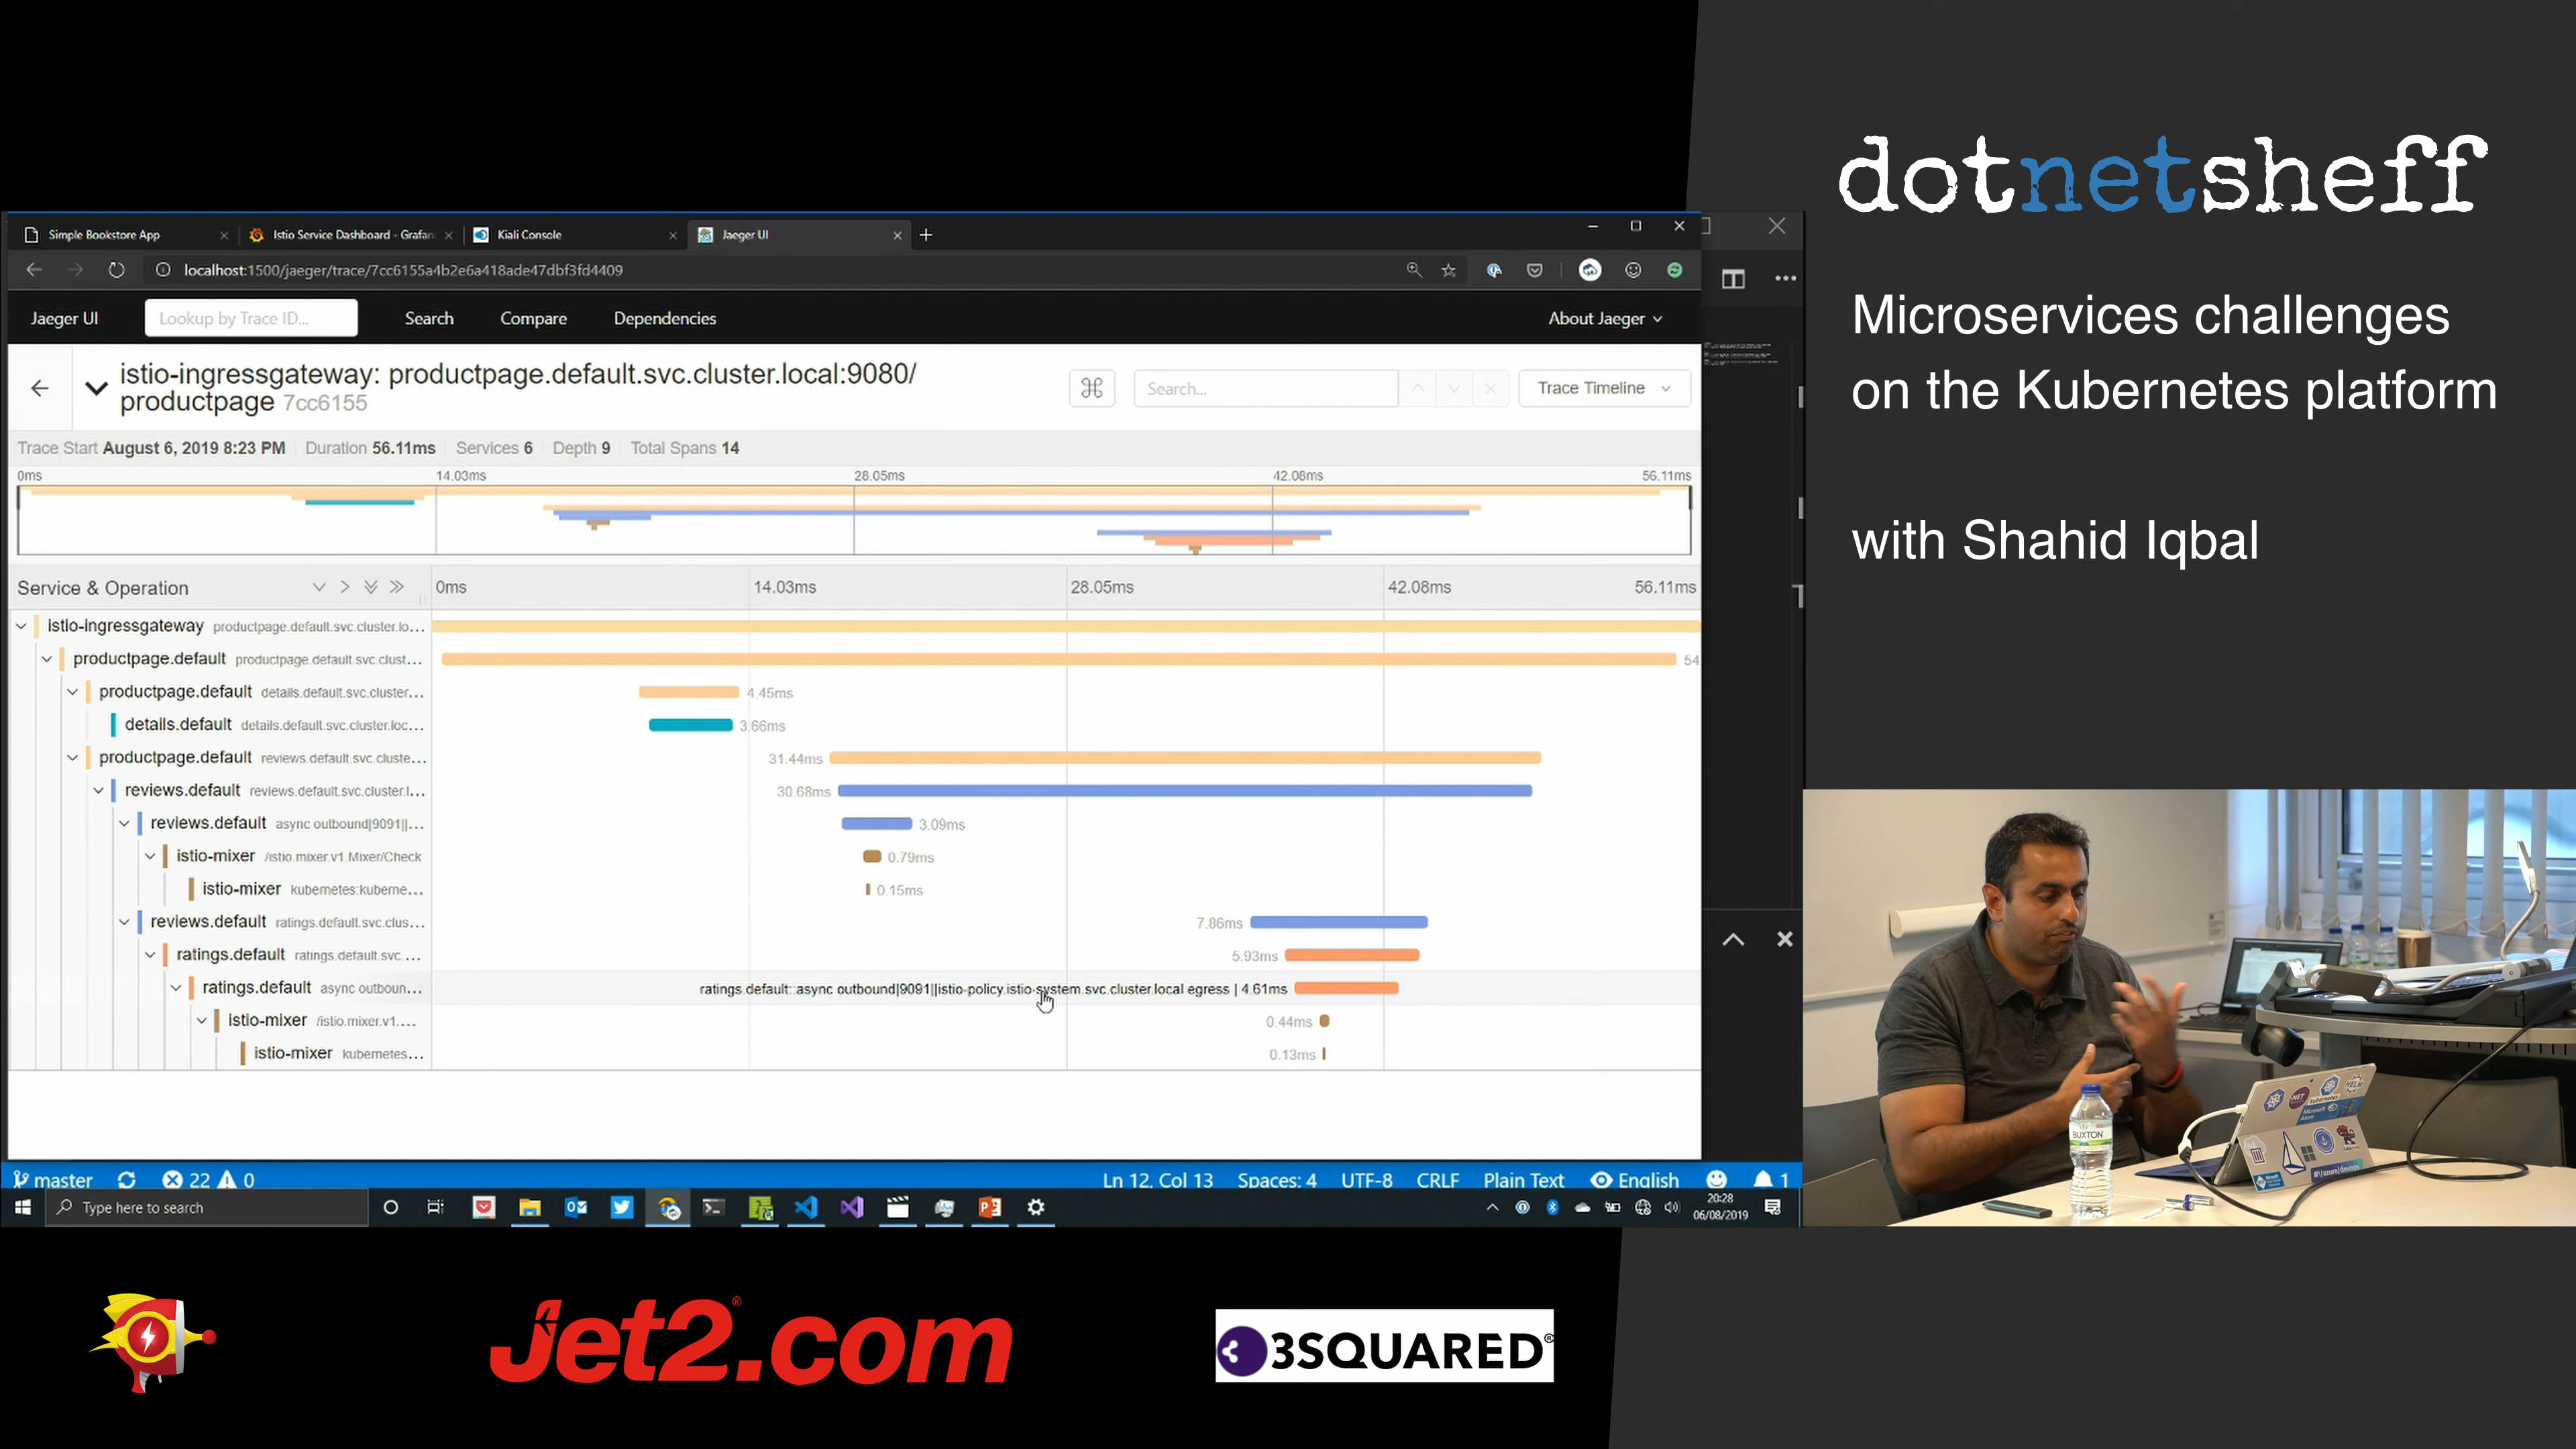 dotnetsheff
Microservices challenges
on the Kubernetes platform
with Shahid Iqbal
Simple Bookstore App
Istio Service Dashboard - Grafan
Kiali Console
Jaeger UI
localhost:1500/jaeger/trace/7cc6155a4b2e6a418ade47dbf3fd4409
Jaeger UI
Lookup by Trace ID...
Search
Compare
Dependencies
About Jaeger
istio-ingressgateway: productpage.default.svc.cluster.local:9080/
productpage 7cc6155
Search...
Trace Timeline
Trace Start August 6, 2019 8:23 PM
Duration 56.11ms
Services 6
Depth 9
Total Spans 14
0ms 14.03ms 28.05ms 42.08ms 56.11ms
Service & Operation
0ms 14.03ms 28.05ms 42.08ms 56.11ms
istio-ingressgateway productpage.default.svc.cluster.lo...
productpage.default productpage.default.svc.clust... 54
productpage.default details.default.svc.cluster... 4.45ms
details.default details.default.svc.cluster.loc... 3.66ms
productpage.default reviews.default.svc.cluste... 31.44ms
reviews.default reviews.default.svc.cluster.l... 30.68ms
reviews.default async outbound|9091||... 3.09ms
istio-mixer /istio.mixer.v1.Mixer/Check 0.79ms
istio-mixer kubernetes:kuberne... 0.15ms
reviews.default ratings.default.svc.clus... 7.86ms
ratings.default ratings.default.svc.... 5.93ms
ratings.default async outboun... ratings.default: async outbound|9091||istio-policy.istio-system.svc.cluster.local egress | 4.61ms
istio-mixer /istio.mixer.v1.... 0.44ms
istio-mixer kubernetes... 0.13ms
master
22
0
Ln 12, Col 13
Spaces: 4
UTF-8
CRLF
Plain Text
English
1
Type here to search
20:28
06/08/2019
BUXTON
Jet2.com
3SQUARED